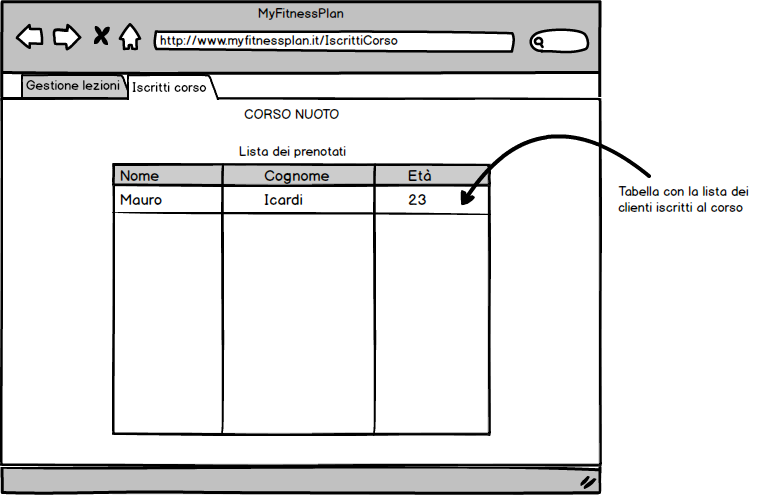 MyFitnessPlan
http://www.myfitnessplan.it/IscrittiCorso
Gestione lezioni
Iscritti corso
CORSO NUOTO
Lista dei prenotati
Nome Cognome Età
Mauro Icardi 23
Tabella con la lista dei
clienti iscritti al corso